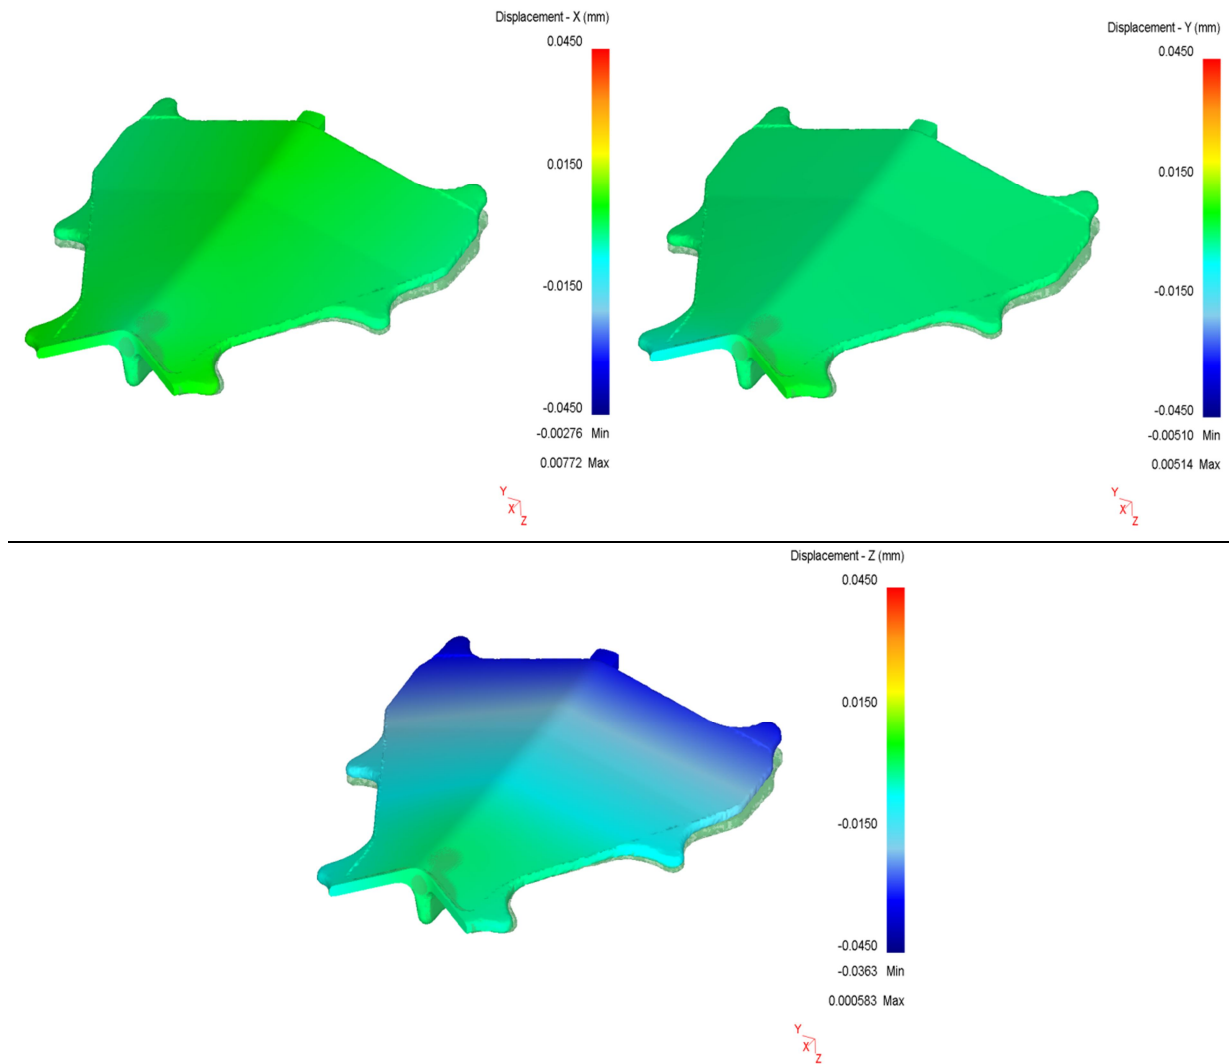 Displacement - X (mm)
0.0450
0.0150
-0.0150
-0.0450
-0.00276 Min
0.00772 Max
Y
X
Z
Displacement - Y (mm)
0.0450
0.0150
-0.0150
-0.0450
-0.00510 Min
0.00514 Max
Y
X
Z
Displacement - Z (mm)
0.0450
0.0150
-0.0150
-0.0450
-0.0363 Min
0.000583 Max
Y
X
Z